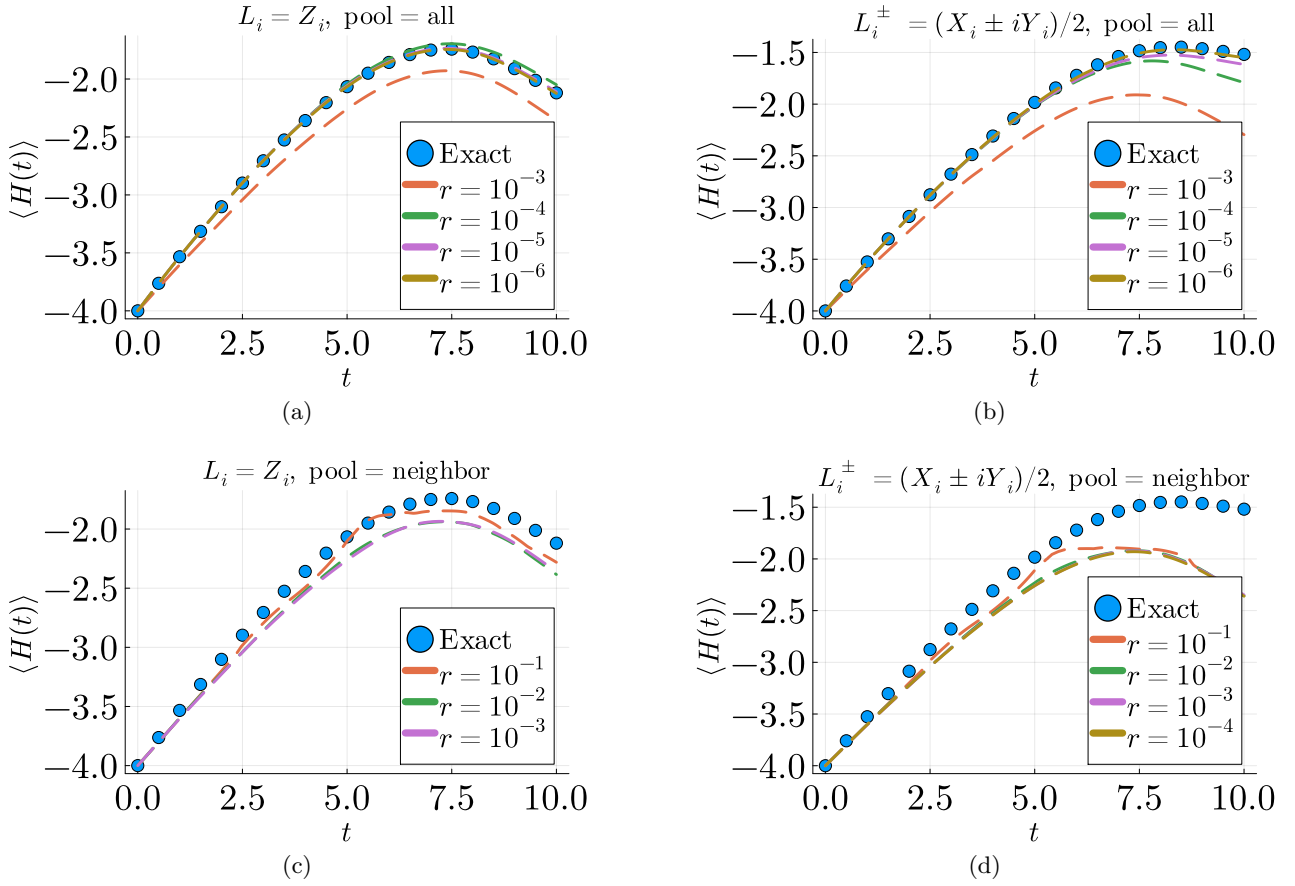 L_i = Z_i, pool = all
⟨H(t)⟩
−2.0
−2.5
−3.0
−3.5
−4.0
Exact
r = 10^{−3}
r = 10^{−4}
r = 10^{−5}
r = 10^{−6}
0.0 2.5 5.0 7.5 10.0
t
(a)
L_i^± = (X_i ± iY_i)/2, pool = all
⟨H(t)⟩
−1.5
−2.0
−2.5
−3.0
−3.5
−4.0
Exact
r = 10^{−3}
r = 10^{−4}
r = 10^{−5}
r = 10^{−6}
0.0 2.5 5.0 7.5 10.0
t
(b)
L_i = Z_i, pool = neighbor
⟨H(t)⟩
−2.0
−2.5
−3.0
−3.5
−4.0
Exact
r = 10^{−1}
r = 10^{−2}
r = 10^{−3}
0.0 2.5 5.0 7.5 10.0
t
(c)
L_i^± = (X_i ± iY_i)/2, pool = neighbor
⟨H(t)⟩
−1.5
−2.0
−2.5
−3.0
−3.5
−4.0
Exact
r = 10^{−1}
r = 10^{−2}
r = 10^{−3}
r = 10^{−4}
0.0 2.5 5.0 7.5 10.0
t
(d)